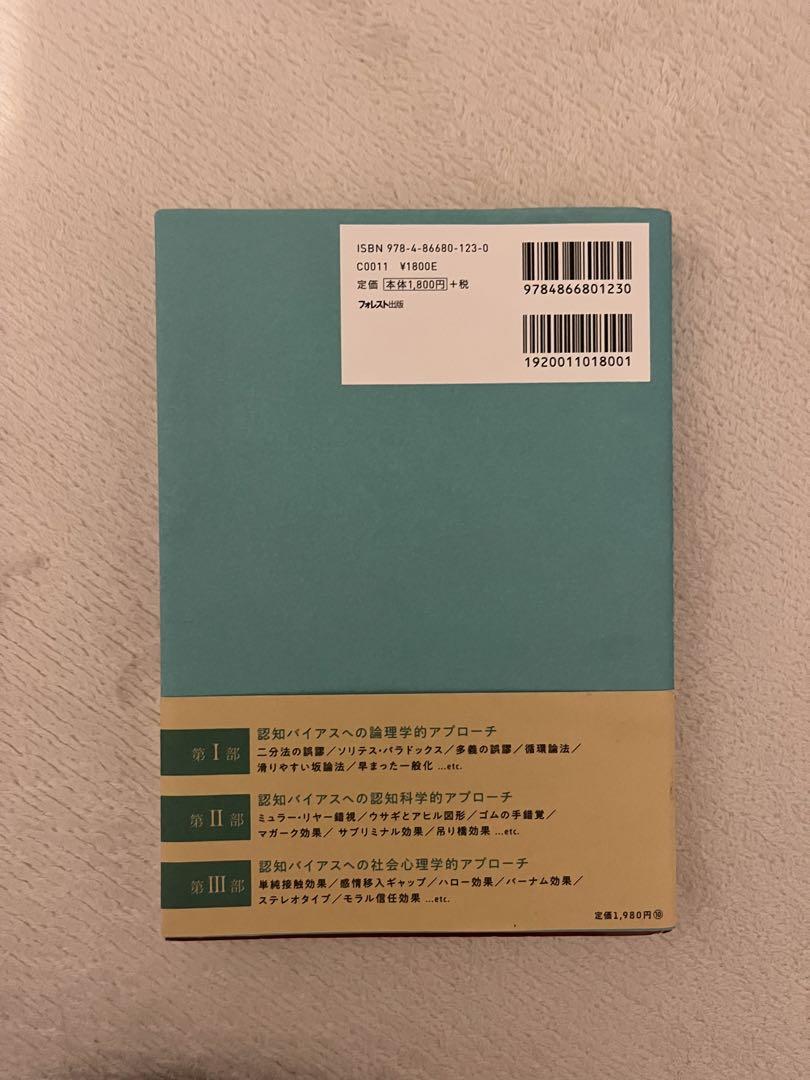 ISBN 978-4-86680-123-0
C0011 ¥1800E
定価 本体1,800円+税
フォレスト出版
9784866801230
1920011018001
第I部
認知バイアスへの論理学的アプローチ
二分法の誤謬／ソリテス・パラドックス／多義の誤謬／循環論法／
滑りやすい坂論法／早まった一般化 …etc.
第II部
認知バイアスへの認知科学的アプローチ
ミュラー・リヤー錯視／ウサギとアヒル図形／ゴムの手錯覚／
マガーク効果／サブリミナル効果／吊り橋効果 …etc.
第III部
認知バイアスへの社会心理学的アプローチ
単純接触効果／感情移入ギャップ／ハロー効果／バーナム効果／
ステレオタイプ／モラル信任効果 …etc.
定価1,980円⑩